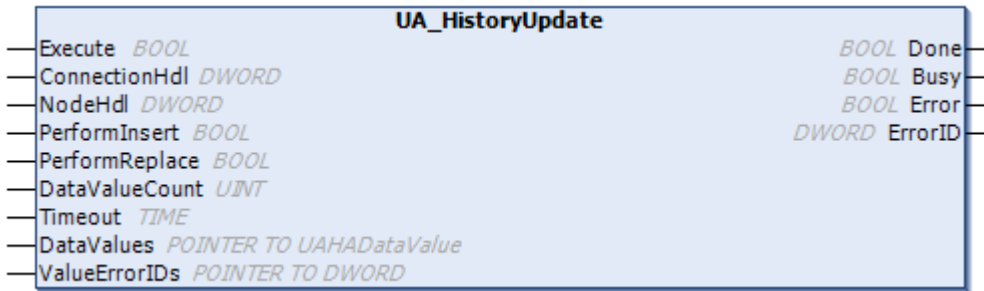 UA_HistoryUpdate
Execute BOOL BOOL Done
ConnectionHdl DWORD BOOL Busy
NodeHdl DWORD BOOL Error
PerformInsert BOOL DWORD ErrorID
PerformReplace BOOL
DataValueCount UINT
Timeout TIME
DataValues POINTER TO UAHADataValue
ValueErrorIDs POINTER TO DWORD